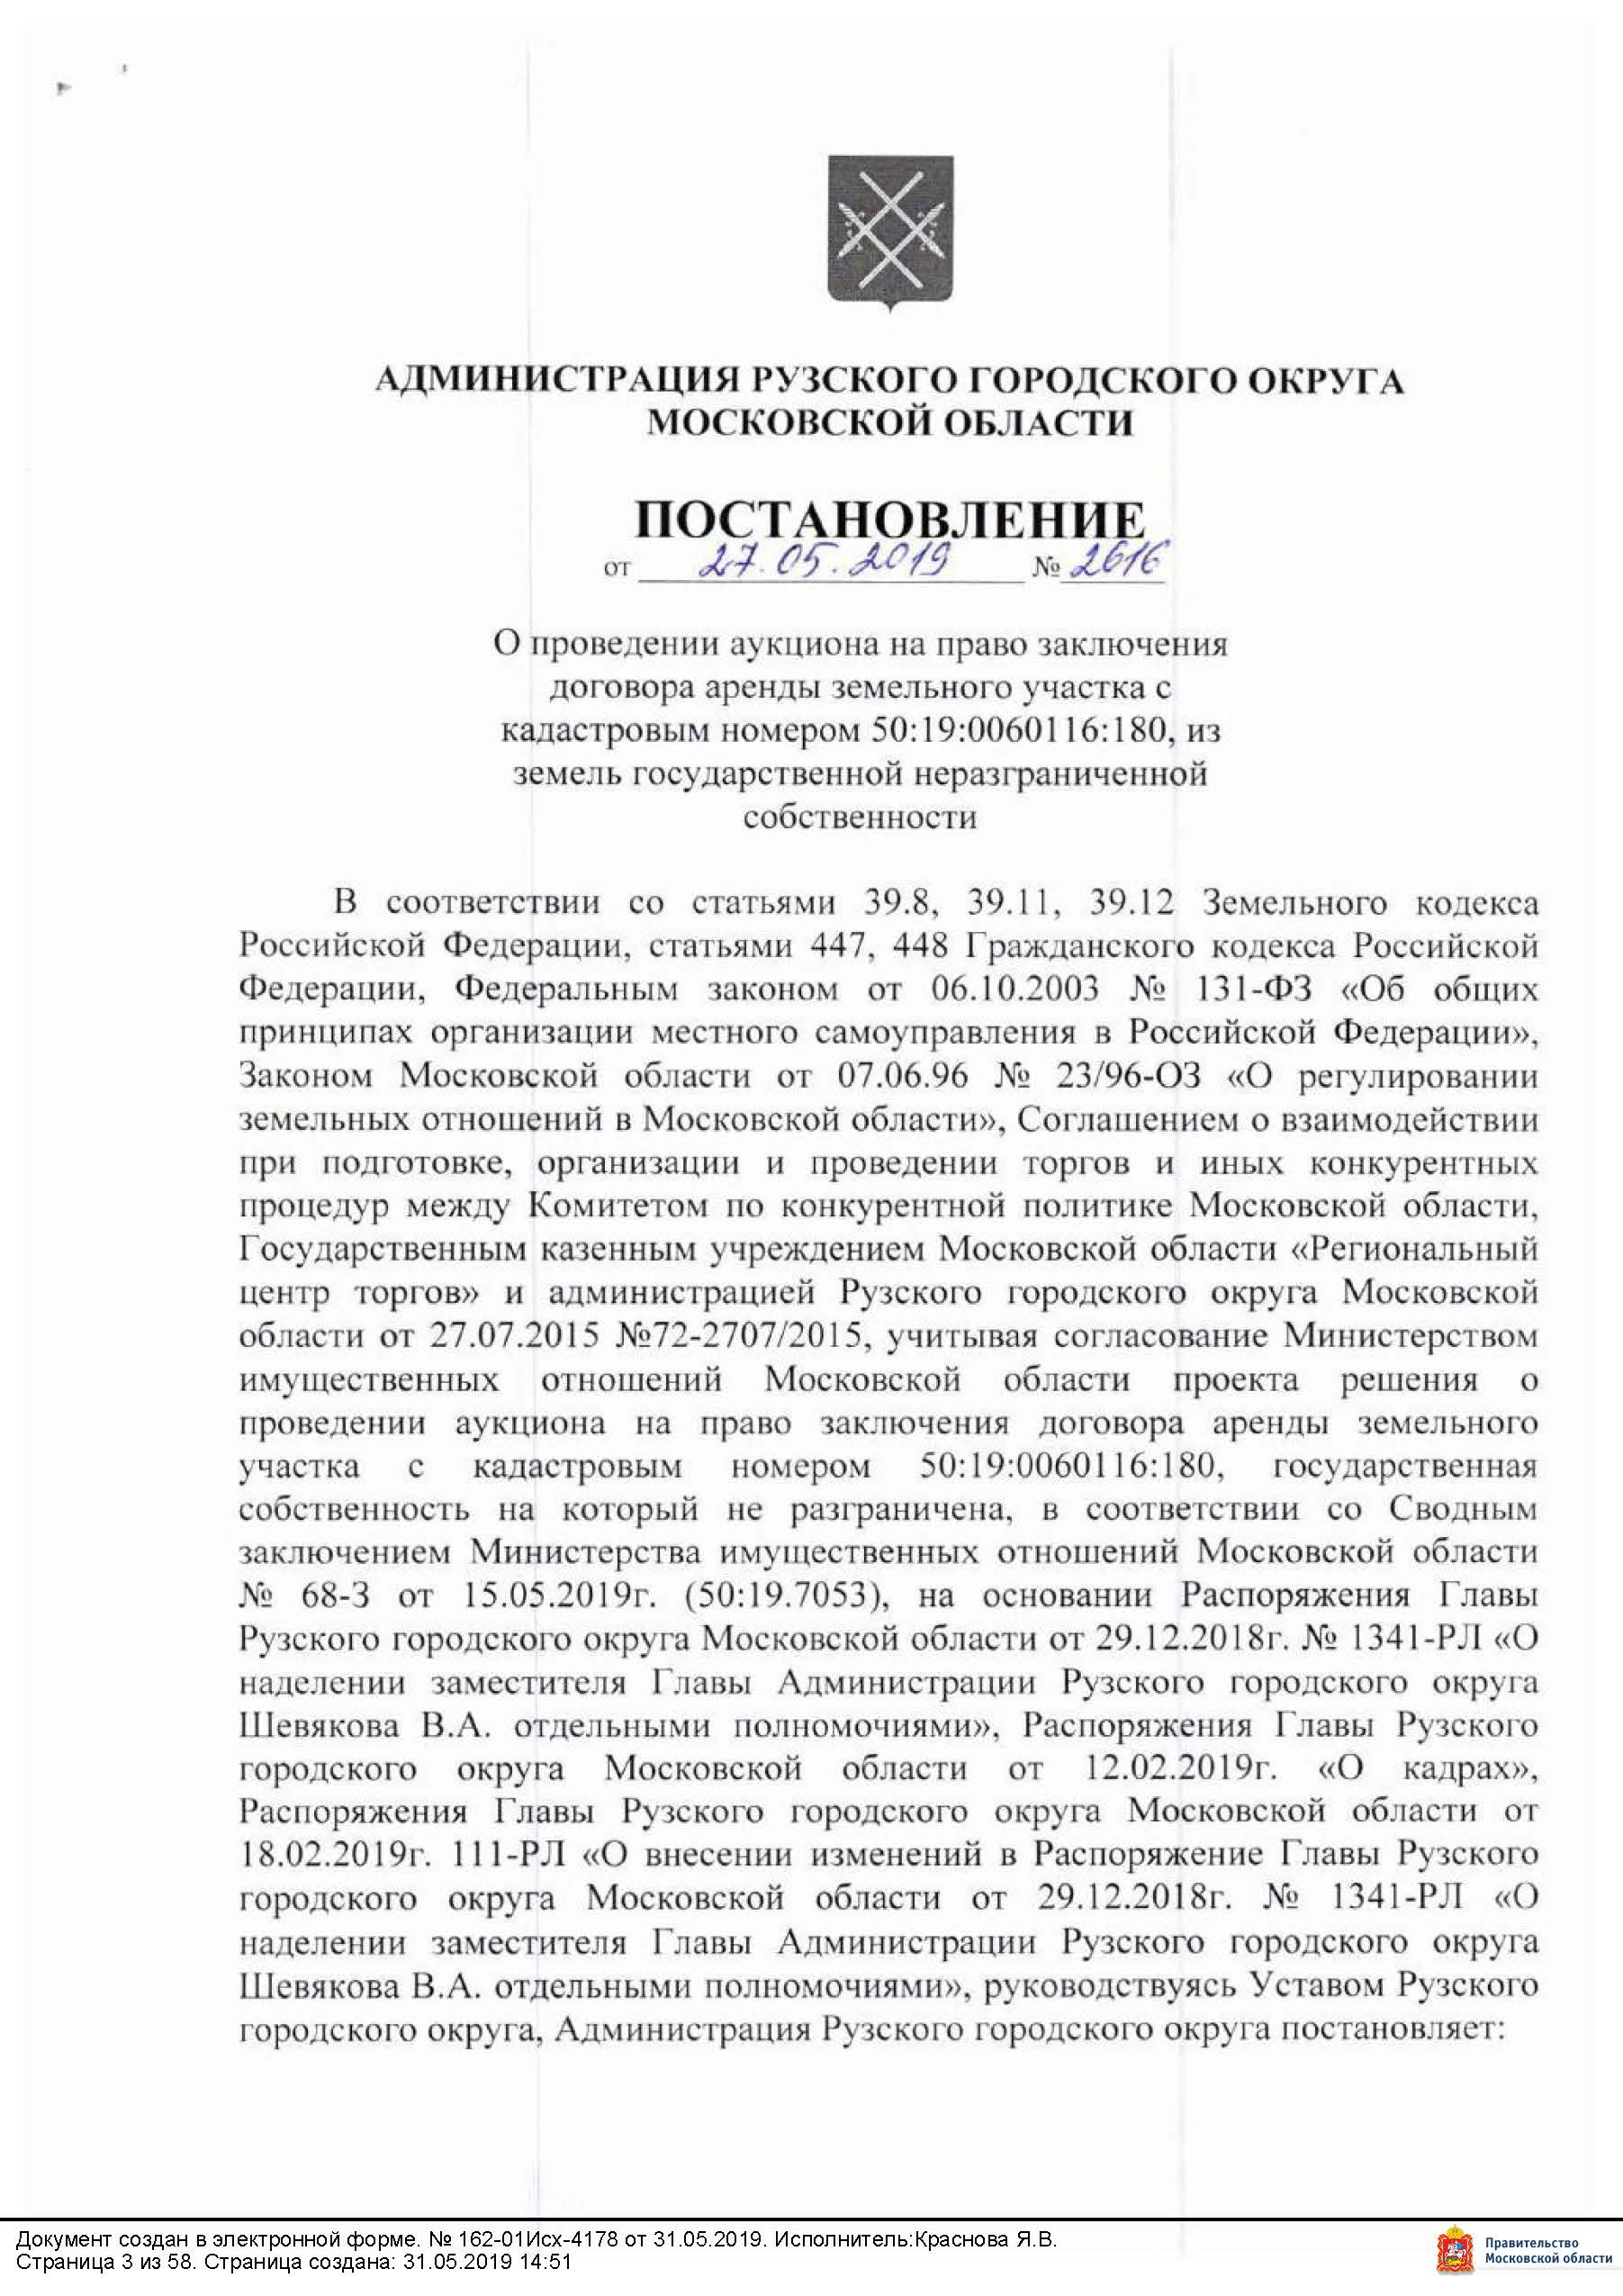 АДМИНИСТРАЦИЯ РУЗСКОГО ГОРОДСКОГО ОКРУГА
МОСКОВСКОЙ ОБЛАСТИ
ПОСТАНОВЛЕНИЕ
от 27.05.2019 № 2616
О проведении аукциона на право заключения
договора аренды земельного участка с
кадастровым номером 50:19:0060116:180, из
земель государственной неразграниченной
собственности
В соответствии со статьями 39.8, 39.11, 39.12 Земельного кодекса
Российской Федерации, статьями 447, 448 Гражданского кодекса Российской
Федерации, Федеральным законом от 06.10.2003 № 131-ФЗ «Об общих
принципах организации местного самоуправления в Российской Федерации»,
Законом Московской области от 07.06.96 № 23/96-ОЗ «О регулировании
земельных отношений в Московской области», Соглашением о взаимодействии
при подготовке, организации и проведении торгов и иных конкурентных
процедур между Комитетом по конкурентной политике Московской области,
Государственным казенным учреждением Московской области «Региональный
центр торгов» и администрацией Рузского городского округа Московской
области от 27.07.2015 №72-2707/2015, учитывая согласование Министерством
имущественных отношений Московской области проекта решения о
проведении аукциона на право заключения договора аренды земельного
участка с кадастровым номером 50:19:0060116:180, государственная
собственность на который не разграничена, в соответствии со Сводным
заключением Министерства имущественных отношений Московской области
№ 68-З от 15.05.2019г. (50:19.7053), на основании Распоряжения Главы
Рузского городского округа Московской области от 29.12.2018г. № 1341-РЛ «О
наделении заместителя Главы Администрации Рузского городского округа
Шевякова В.А. отдельными полномочиями», Распоряжения Главы Рузского
городского округа Московской области от 12.02.2019г. «О кадрах»,
Распоряжения Главы Рузского городского округа Московской области от
18.02.2019г. 111-РЛ «О внесении изменений в Распоряжение Главы Рузского
городского округа Московской области от 29.12.2018г. № 1341-РЛ «О
наделении заместителя Главы Администрации Рузского городского округа
Шевякова В.А. отдельными полномочиями», руководствуясь Уставом Рузского
городского округа, Администрация Рузского городского округа постановляет:
Документ создан в электронной форме. № 162-01Исх-4178 от 31.05.2019. Исполнитель:Краснова Я.В.
Страница 3 из 58. Страница создана: 31.05.2019 14:51
Правительство
Московской области